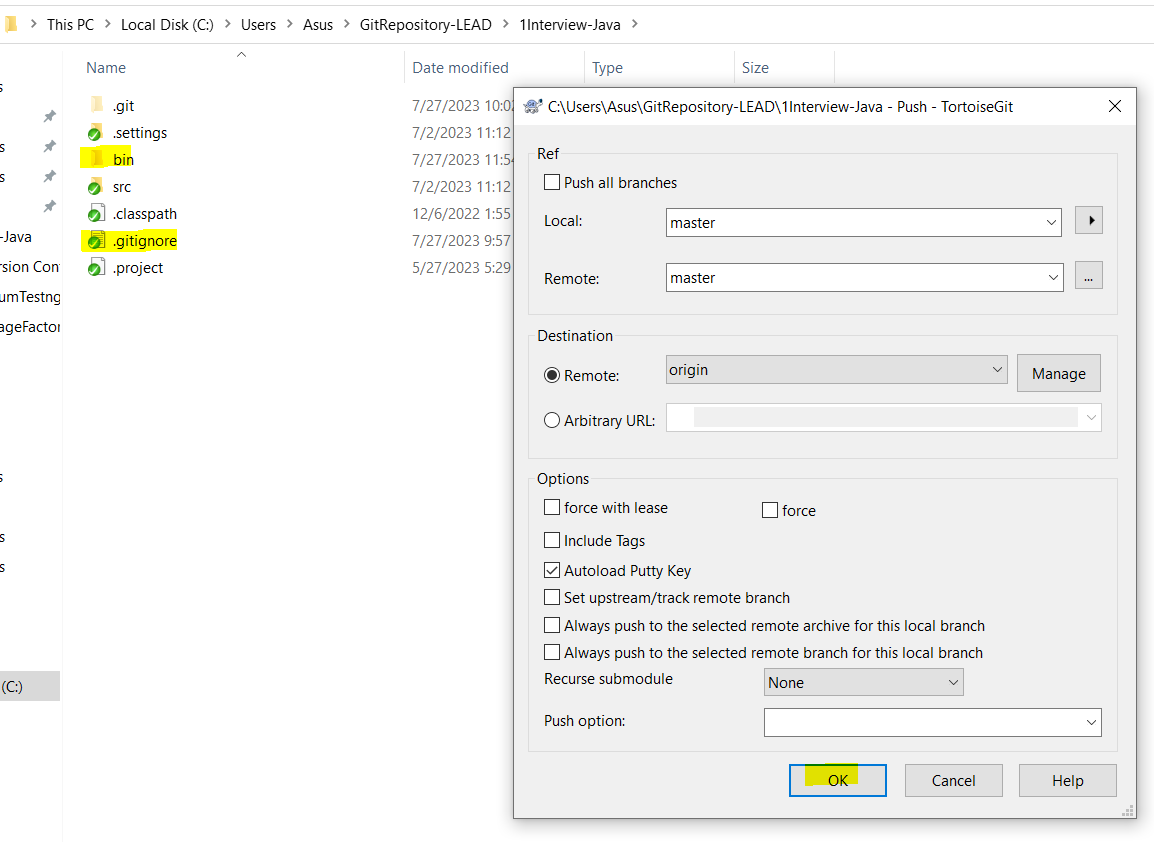 This PC > Local Disk (C:) > Users > Asus > GitRepository-LEAD > 1Interview-Java >
Name Date modified Type Size
.git 7/27/2023 10:02
.settings 7/2/2023 11:12
bin 7/27/2023 11:54
src 7/2/2023 11:12
.classpath 12/6/2022 1:55
.gitignore 7/27/2023 9:57
.project 5/27/2023 5:29
s
s
s
-Java
rsion Con
umTestng
ageFactor
s
s
s
(C:)
C:\Users\Asus\GitRepository-LEAD\1Interview-Java - Push - TortoiseGit
Ref
Push all branches
Local: master
Remote: master ...
Destination
Remote: origin Manage
Arbitrary URL:
Options
force with lease force
Include Tags
Autoload Putty Key
Set upstream/track remote branch
Always push to the selected remote archive for this local branch
Always push to the selected remote branch for this local branch
Recurse submodule None
Push option:
OK Cancel Help